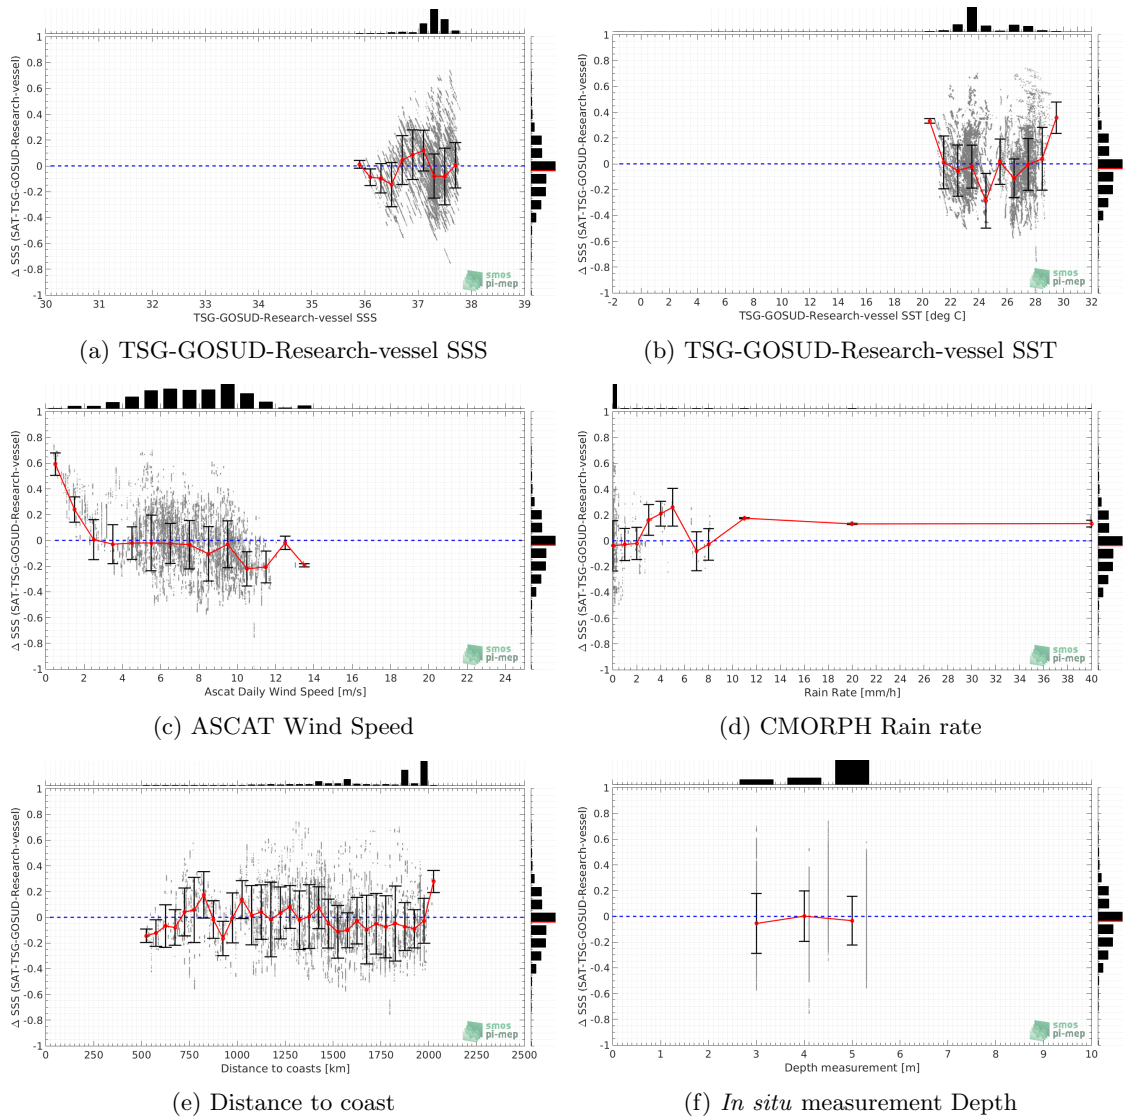 1
0.8
0.6
0.4
0.2
0
-0.2
-0.4
-0.6
-0.8
-1
Δ SSS (SAT-TSG-GOSUD-Research-vessel)
30 31 32 33 34 35 36 37 38 39
TSG-GOSUD-Research-vessel SSS
smos
pi-mep
(a) TSG-GOSUD-Research-vessel SSS
1
0.8
0.6
0.4
0.2
0
-0.2
-0.4
-0.6
-0.8
-1
Δ SSS (SAT-TSG-GOSUD-Research-vessel)
-2 0 2 4 6 8 10 12 14 16 18 20 22 24 26 28 30 32
TSG-GOSUD-Research-vessel SST [deg C]
smos
pi-mep
(b) TSG-GOSUD-Research-vessel SST
1
0.8
0.6
0.4
0.2
0
-0.2
-0.4
-0.6
-0.8
-1
Δ SSS (SAT-TSG-GOSUD-Research-vessel)
0 2 4 6 8 10 12 14 16 18 20 22 24
Ascat Daily Wind Speed [m/s]
smos
pi-mep
(c) ASCAT Wind Speed
1
0.8
0.6
0.4
0.2
0
-0.2
-0.4
-0.6
-0.8
-1
Δ SSS (SAT-TSG-GOSUD-Research-vessel)
0 4 8 12 16 20 24 28 32 36 40
Rain Rate [mm/h]
smos
pi-mep
(d) CMORPH Rain rate
1
0.8
0.6
0.4
0.2
0
-0.2
-0.4
-0.6
-0.8
-1
Δ SSS (SAT-TSG-GOSUD-Research-vessel)
0 250 500 750 1000 1250 1500 1750 2000 2250 2500
Distance to coasts [km]
smos
pi-mep
(e) Distance to coast
1
0.8
0.6
0.4
0.2
0
-0.2
-0.4
-0.6
-0.8
-1
Δ SSS (SAT-TSG-GOSUD-Research-vessel)
0 1 2 3 4 5 6 7 8 9 10
Depth measurement [m]
smos
pi-mep
(f) In situ measurement Depth